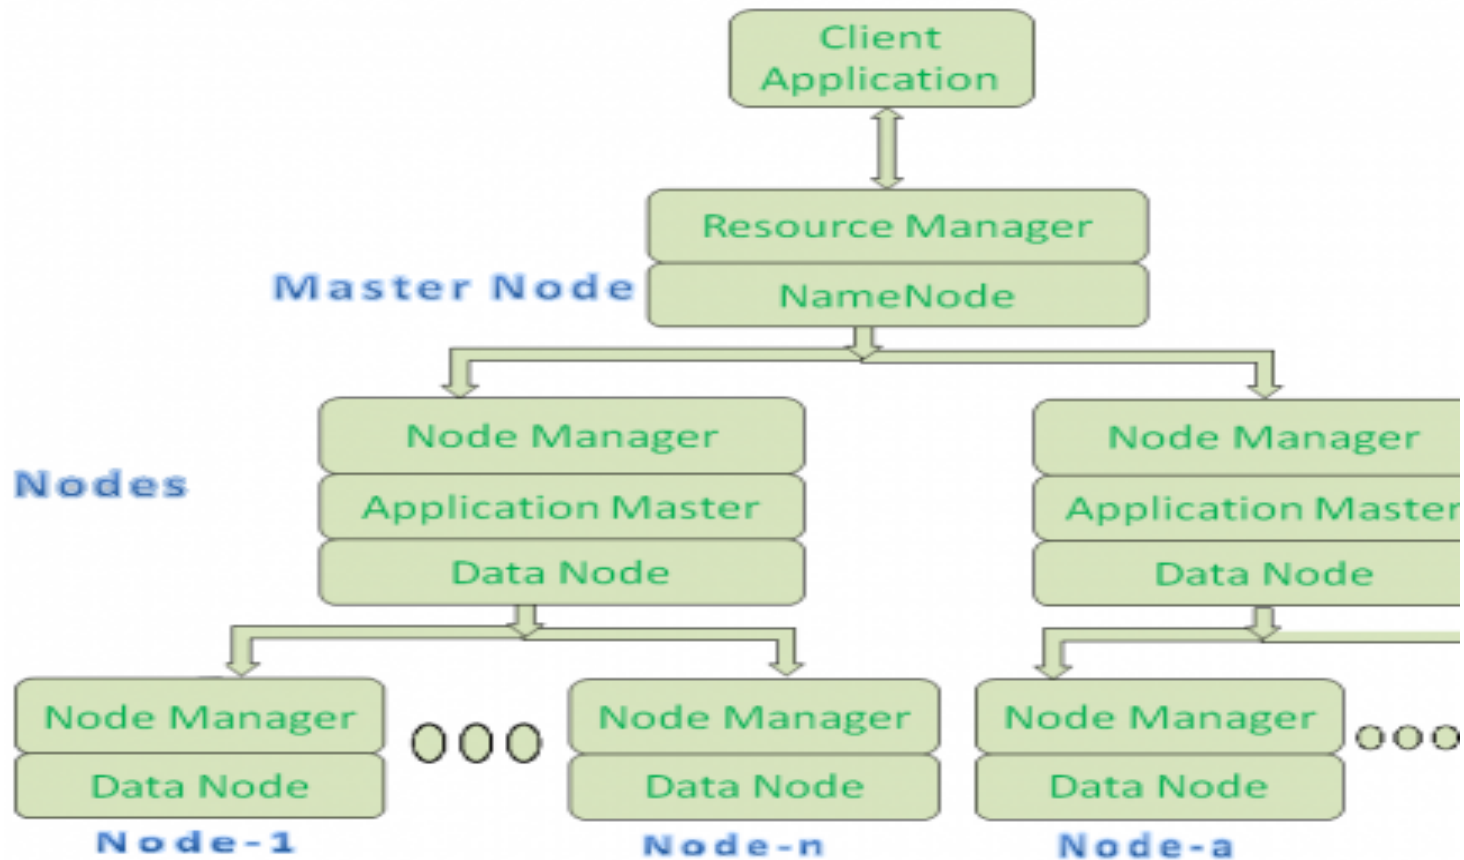 Client
Application
Resource Manager
Master Node
NameNode
Node Manager
Node Manager
Nodes
Application Master
Application Master
Data Node
Data Node
Node Manager
Node Manager
Node Manager
Data Node
Data Node
Data Node
Node-1
Node-n
Node-a